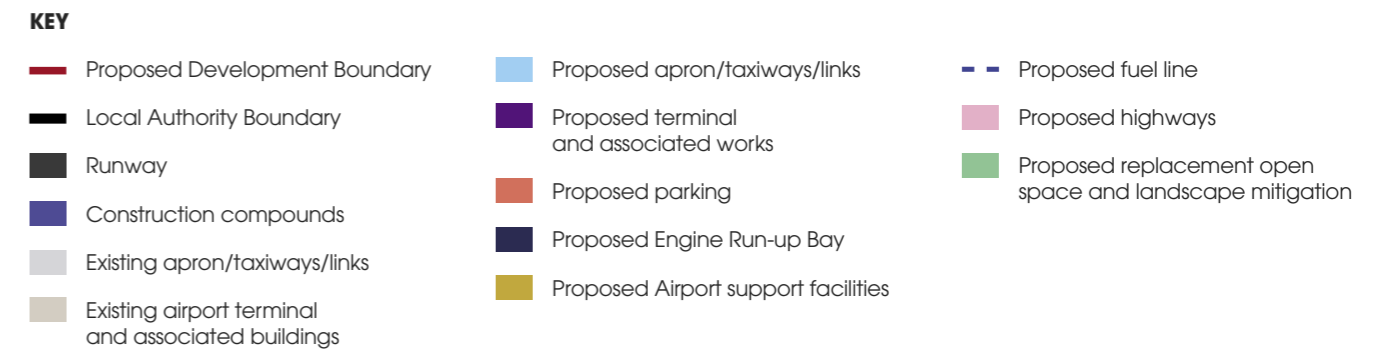 KEY
Proposed Development Boundary
Local Authority Boundary
Runway
Construction compounds
Existing apron/taxiways/links
Existing airport terminal
and associated buildings
Proposed apron/taxiways/links
Proposed terminal
and associated works
Proposed parking
Proposed Engine Run-up Bay
Proposed Airport support facilities
Proposed fuel line
Proposed highways
Proposed replacement open
space and landscape mitigation